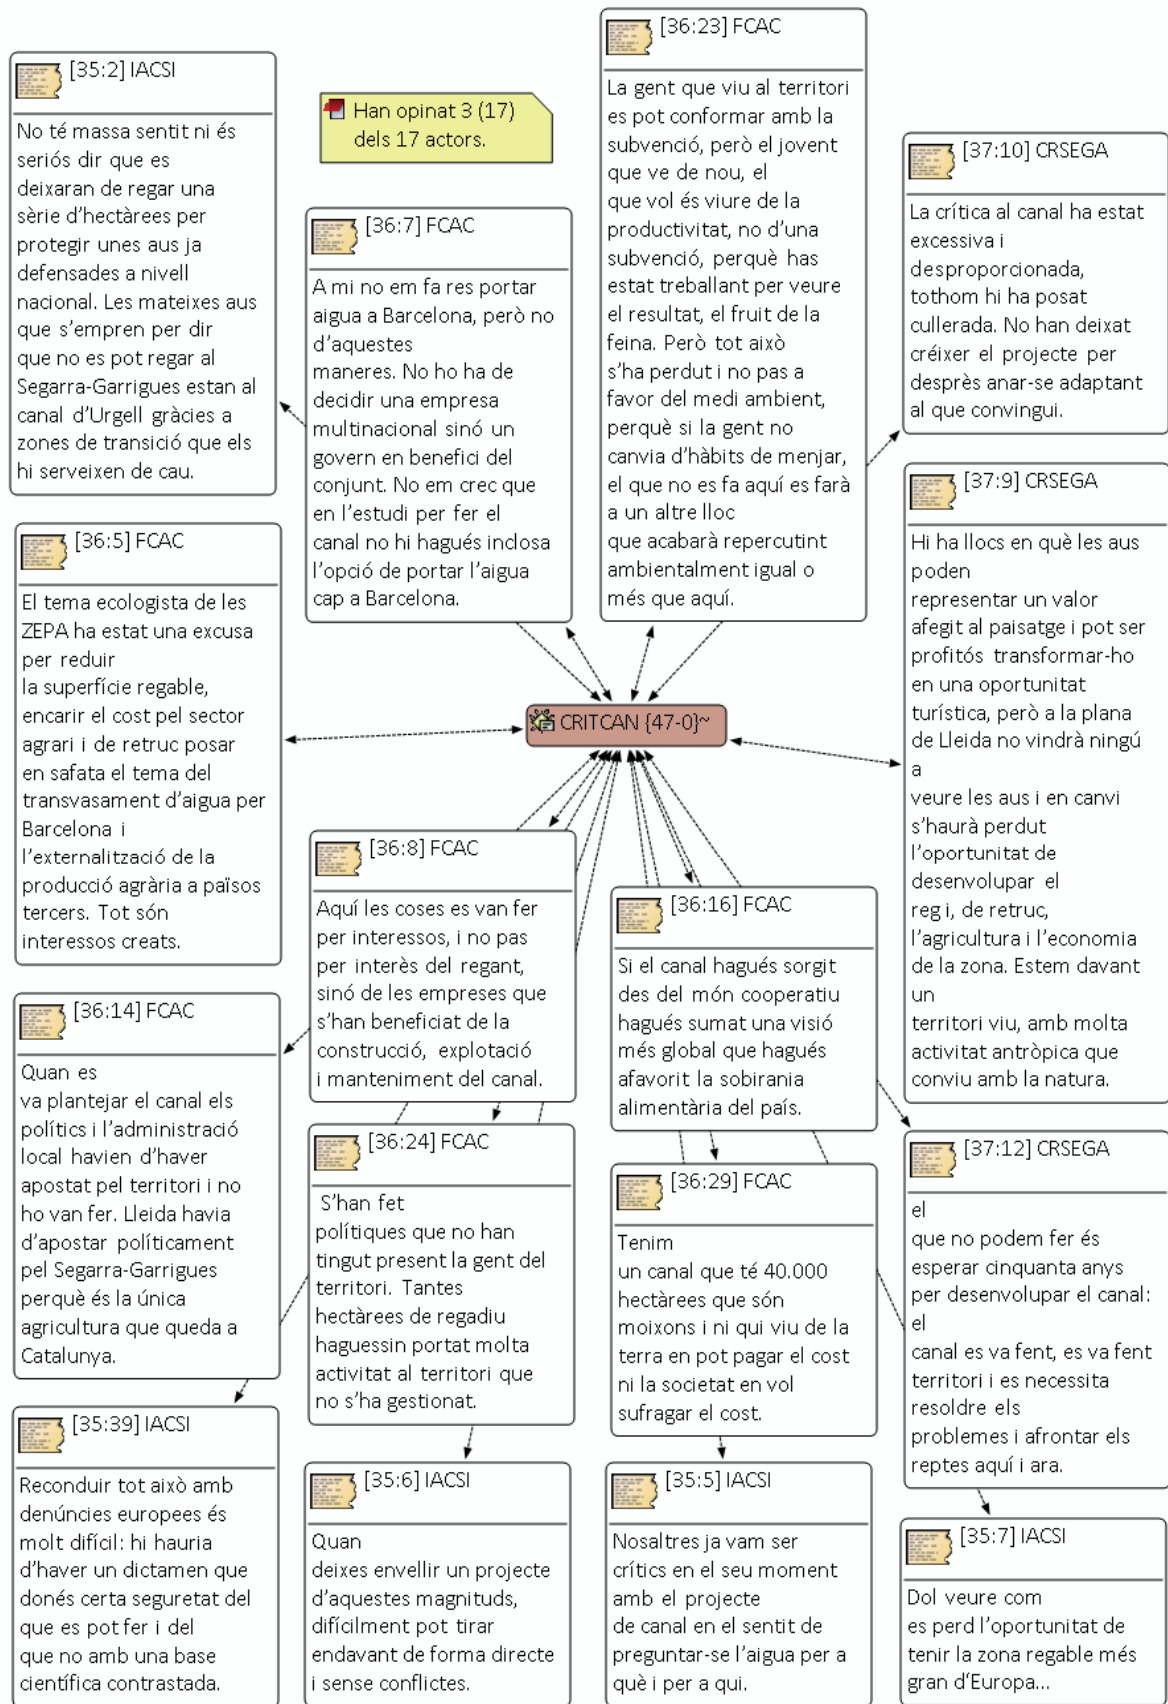 [35:2] IACSI
No té massa sentit ni és
seriós dir que es
deixaran de regar una
sèrie d'hectàrees per
protegir unes aus ja
defensades a nivell
nacional. Les mateixes aus
que s'empren per dir
que no es pot regar al
Segarra-Garrigues estan al
canal d'Urgell gràcies a
zones de transició que els
hi serveixen de cau.
Han opinat 3 (17)
dels 17 actors.
[36:23] FCAC
La gent que viu al territori
es pot conformar amb la
subvenció, però el jovent
que ve de nou, el
que vol és viure de la
productivitat, no d'una
subvenció, perquè has
estat treballant per veure
el resultat, el fruit de la
feina. Però tot això
s'ha perdut i no pas a
favor del medi ambient,
perquè si la gent no
canvia d'hàbits de menjar,
el que no es fa aquí es farà
a un altre lloc
que acabarà repercutint
ambientalment igual o
més que aquí.
[37:10] CRSEGA
La crítica al canal ha estat
excessiva i
desproporcionada,
tothom hi ha posat
cullerada. No han deixat
créixer el projecte per
desprès anar-se adaptant
al que convingui.
[36:7] FCAC
A mi no em fa res portar
aigua a Barcelona, però no
d'aquestes
maneres. No ho ha de
decidir una empresa
multinacional sinó un
govern en benefici del
conjunt. No em crec que
en l'estudi per fer el
canal no hi hagués inclosa
l'opció de portar l'aigua
cap a Barcelona.
[37:9] CRSEGA
Hi ha llocs en què les aus
poden
representar un valor
afegit al paisatge i pot ser
profitós transformar-ho
en una oportunitat
turística, però a la plana
de Lleida no vindrà ningú
a
veure les aus i en canvi
s'haurà perdut
l'oportunitat de
desenvolupar el
reg i, de retruc,
l'agricultura i l'economia
de la zona. Estem davant
un
territori viu, amb molta
activitat antròpica que
conviu amb la natura.
[36:5] FCAC
El tema ecologista de les
ZEPA ha estat una excusa
per reduir
la superfície regable,
encarir el cost pel sector
agrari i de retruc posar
en safata el tema del
transvasament d'aigua per
Barcelona i
l'externalització de la
producció agrària a països
tercers. Tot són
interessos creats.
CRITCAN {47-0}~
[36:8] FCAC
Aquí les coses es van fer
per interessos, i no pas
per interès del regant,
sinó de les empreses que
s'han beneficiat de la
construcció, explotació
i manteniment del canal.
[36:16] FCAC
Si el canal hagués sorgit
des del món cooperatiu
hagués sumat una visió
més global que hagués
afavorit la sobirania
alimentària del país.
[36:14] FCAC
Quan es
va plantejar el canal els
polítics i l'administració
local havien d'haver
apostat pel territori i no
ho van fer. Lleida havia
d'apostar políticament
pel Segarra-Garrigues
perquè és la única
agricultura que queda a
Catalunya.
[36:24] FCAC
S'han fet
polítiques que no han
tingut present la gent del
territori. Tantes
hectàrees de regadiu
haguessin portat molta
activitat al territori que
no s'ha gestionat.
[36:29] FCAC
Tenim
un canal que té 40.000
hectàrees que són
moixons i ni qui viu de la
terra en pot pagar el cost
ni la societat en vol
sufragar el cost.
[37:12] CRSEGA
el
que no podem fer és
esperar cinquanta anys
per desenvolupar el canal:
el
canal es va fent, es va fent
territori i es necessita
resoldre els
problemes i afrontar els
reptes aquí i ara.
[35:39] IACSI
Reconduir tot això amb
denúncies europees és
molt difícil: hi hauria
d'haver un dictamen que
donés certa seguretat del
que es pot fer i del
que no amb una base
científica contrastada.
[35:6] IACSI
Quan
deixes envellir un projecte
d'aquestes magnituds,
difícilment pot tirar
endavant de forma directe
i sense conflictes.
[35:5] IACSI
Nosaltres ja vam ser
crítics en el seu moment
amb el projecte
de canal en el sentit de
preguntar-se l'aigua per a
què i per a qui.
[35:7] IACSI
Dol veure com
es perd l'oportunitat de
tenir la zona regable més
gran d'Europa...